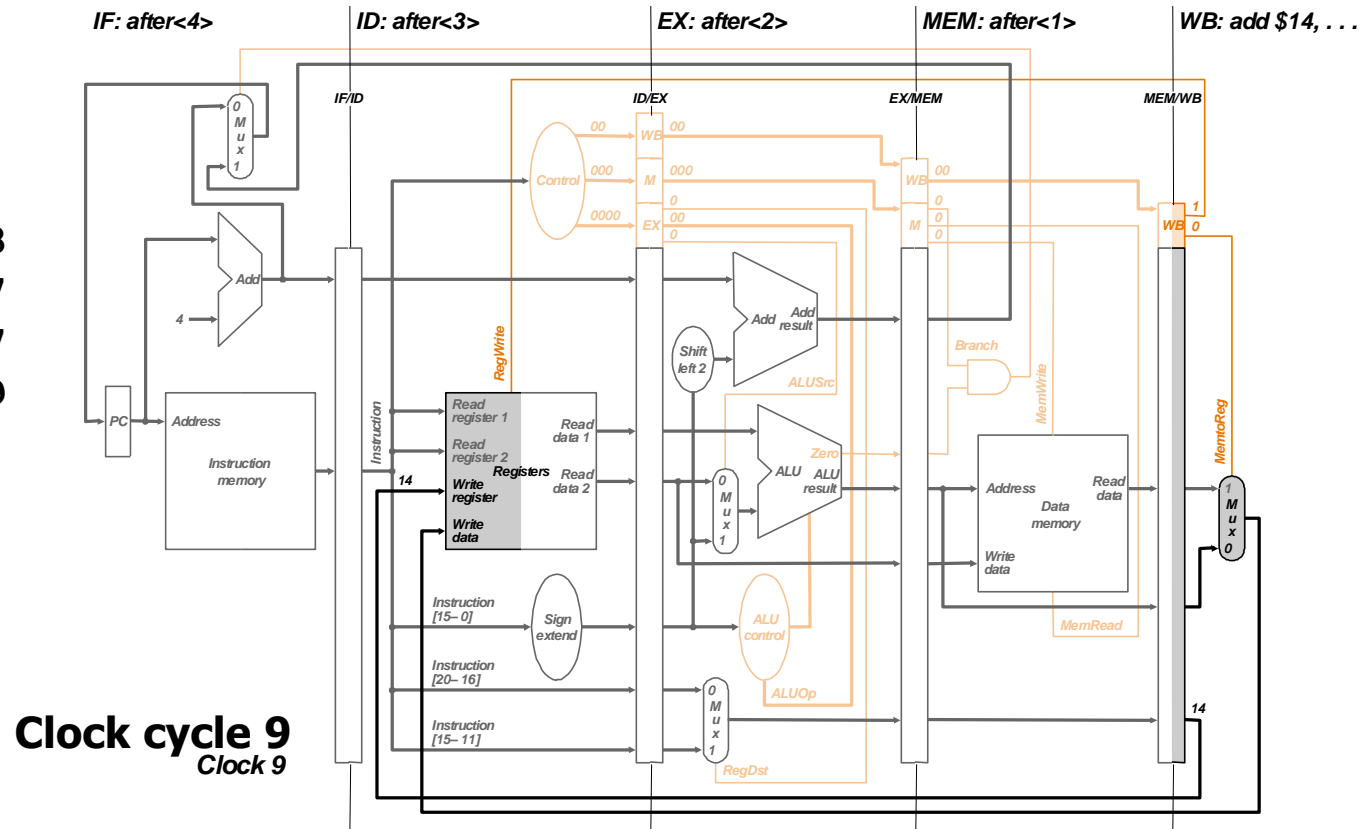 IF: after<4>
ID: after<3>
EX: after<2>
MEM: after<1>
WB: add $14, . . .
IF/ID
ID/EX
EX/MEM
MEM/WB
0
M
u
x
1
Control
00
000
0000
WB
M
EX
00
000
0
00
0
WB
M
00
0
0
0
WB
1
0
Add
4
PC
Address
Instruction
memory
Instruction
RegWrite
Read
register 1
Read
register 2
Write
register
Write
data
Registers
Read
data 1
Read
data 2
14
Instruction
[15– 0]
Sign
extend
Instruction
[20– 16]
Instruction
[15– 11]
Shift
left 2
Add
Add
result
ALUSrc
0
M
u
x
1
Zero
ALU
ALU
result
ALU
control
ALUOp
0
M
u
x
1
RegDst
Branch
MemWrite
Address
Read
data
Data
memory
Write
data
MemRead
MemtoReg
1
M
u
x
0
14
Clock cycle 9
Clock 9